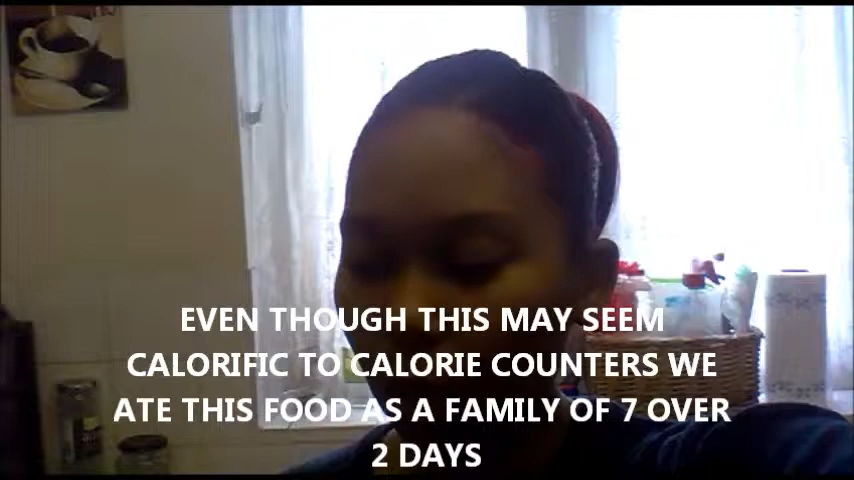 EVEN THOUGH THIS MAY SEEM
CALORIFIC TO CALORIE COUNTERS WE
ATE THIS FOOD AS A FAMILY OF 7 OVER
2 DAYS